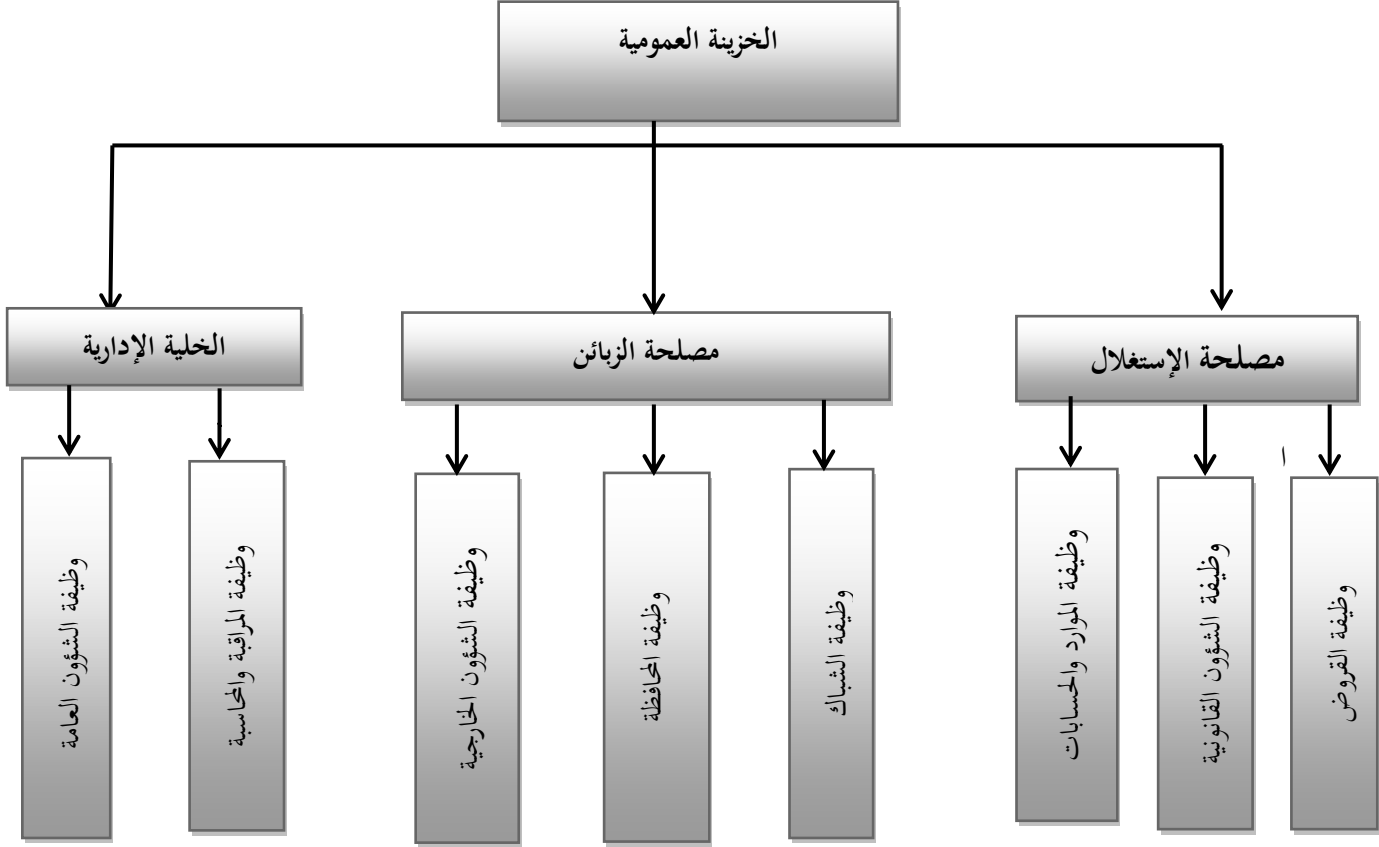 الخزينة العمومية
مصلحة الإستغلال
مصلحة الزبائن
الخلية الإدارية
ا
وظيفة القروض
وظيفة الشؤون القانونية
وظيفة الموارد والحسابات
وظيفة الشباك
وظيفة المحافظة
وظيفة الشؤون الخارجية
وظيفة المراقبة والمحاسبة
وظيفة الشؤون العامة